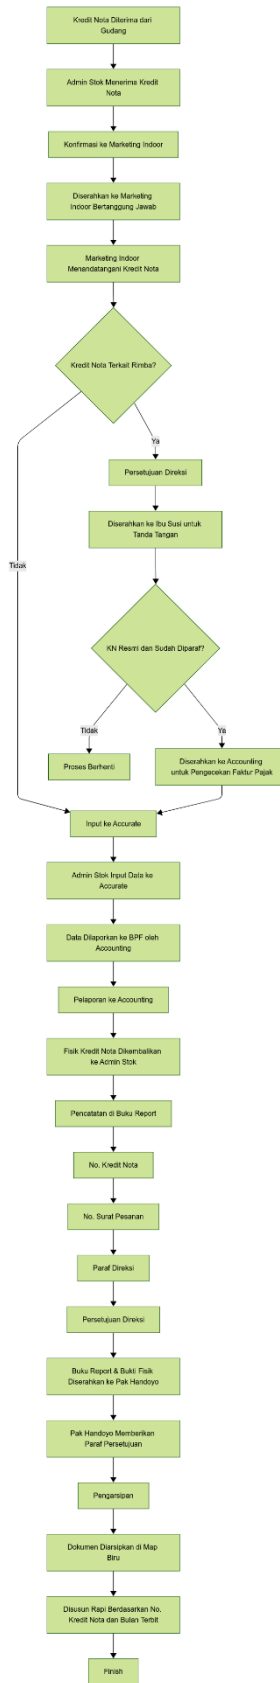 Kredit Nota Diterima dari
Gudang
Admin Stok Menerima Kredit
Nota
Konfirmasi ke Marketing Indoor
Diserahkan ke Marketing
Indoor Bertanggung Jawab
Marketing Indoor
Menandatangani Kredit Nota
Kredit Nota Terkait Rimba?
Ya
Persetujuan Direksi
Diserahkan ke Ibu Susi untuk
Tanda Tangan
Tidak
KN Resmi dan Sudah Diparaf?
Tidak
Ya
Proses Berhenti
Diserahkan ke Accounting
untuk Pengecekan Faktur Pajak
Input ke Accurate
Admin Stok Input Data ke
Accurate
Data Dilaporkan ke BPF oleh
Accounting
Pelaporan ke Accounting
Fisik Kredit Nota Dikembalikan
ke Admin Stok
Pencatatan di Buku Report
No. Kredit Nota
No. Surat Pesanan
Paraf Direksi
Persetujuan Direksi
Buku Report & Bukti Fisik
Diserahkan ke Pak Handoyo
Pak Handoyo Memberikan
Paraf Persetujuan
Pengarsipan
Dokumen Diarsipkan di Map
Biru
Disusun Rapi Berdasarkan No.
Kredit Nota dan Bulan Terbit
Finish